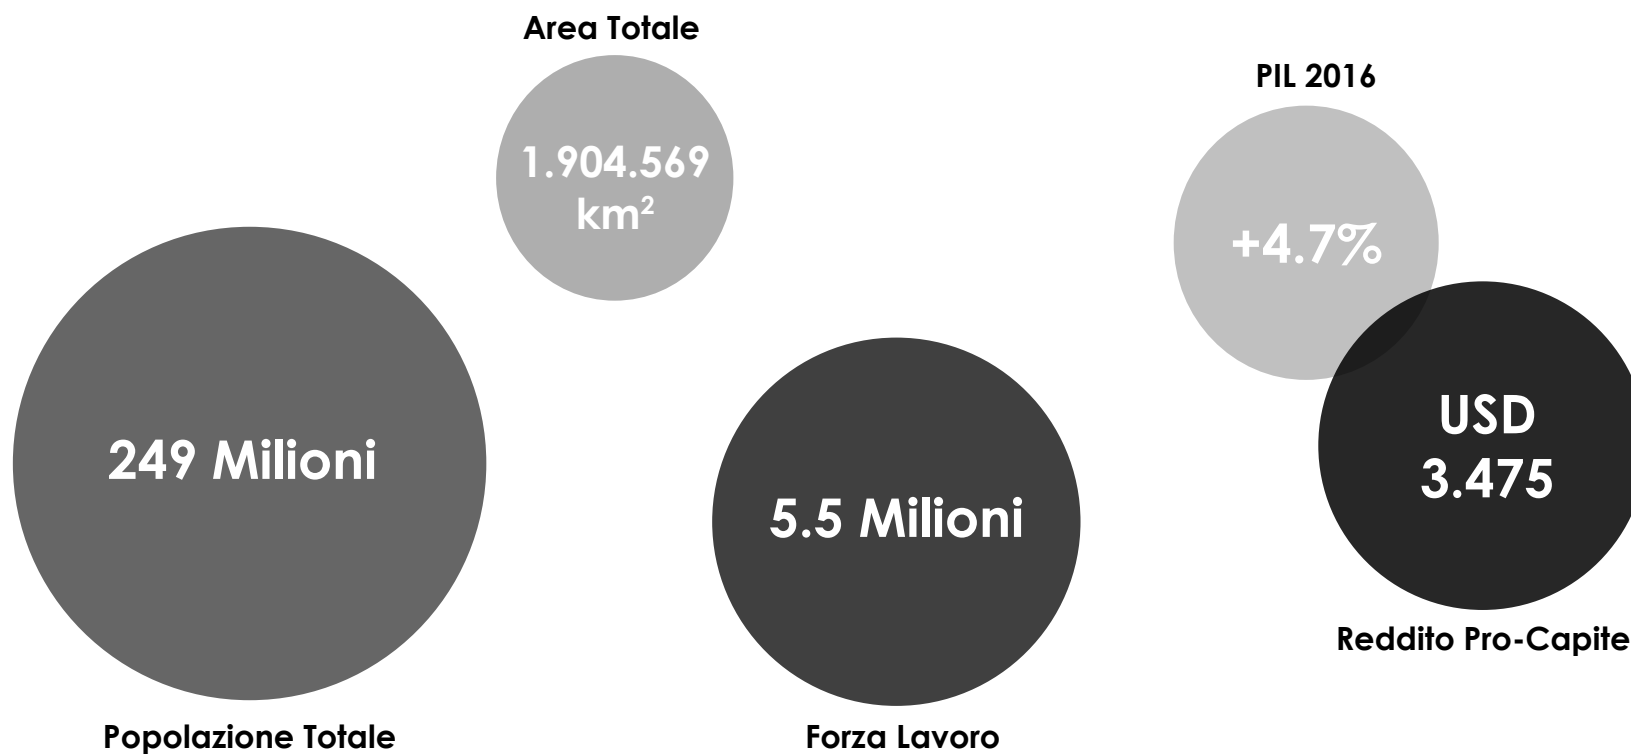 Area Totale
1.904.569
km²
PIL 2016
+4.7%
249 Milioni
Popolazione Totale
5.5 Milioni
Forza Lavoro
USD
3.475
Reddito Pro-Capite